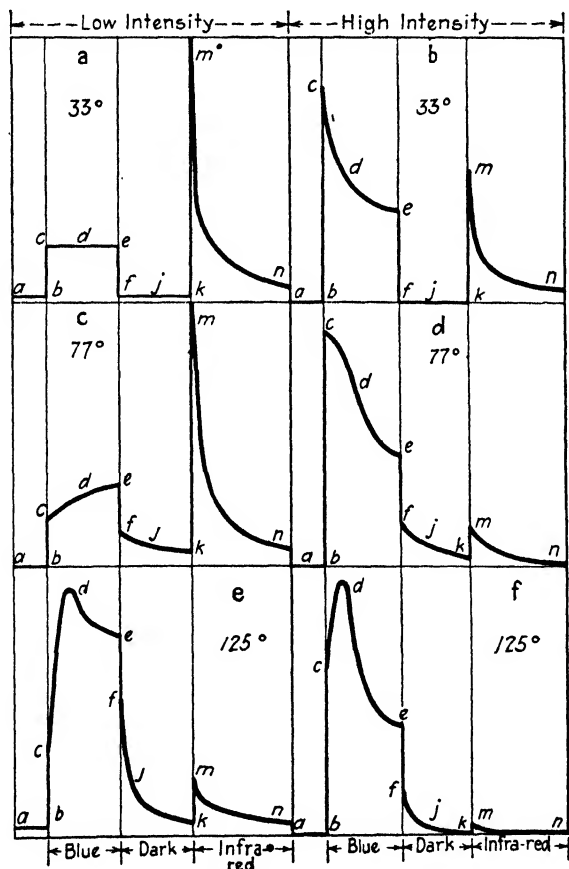 Low Intensity High Intensity
a b
33° 33°
m
c
m
d
c d e e
n n
a b f j k a b f j k
c d
77° 77°
m c
d
d e e
c
f j k f j k m
n n
a b a b
e f
125° 125°
d d
e
c
f e
c
j m f
j
a b k n a b k m n
Blue Dark Infra-red Blue Dark Infra-red